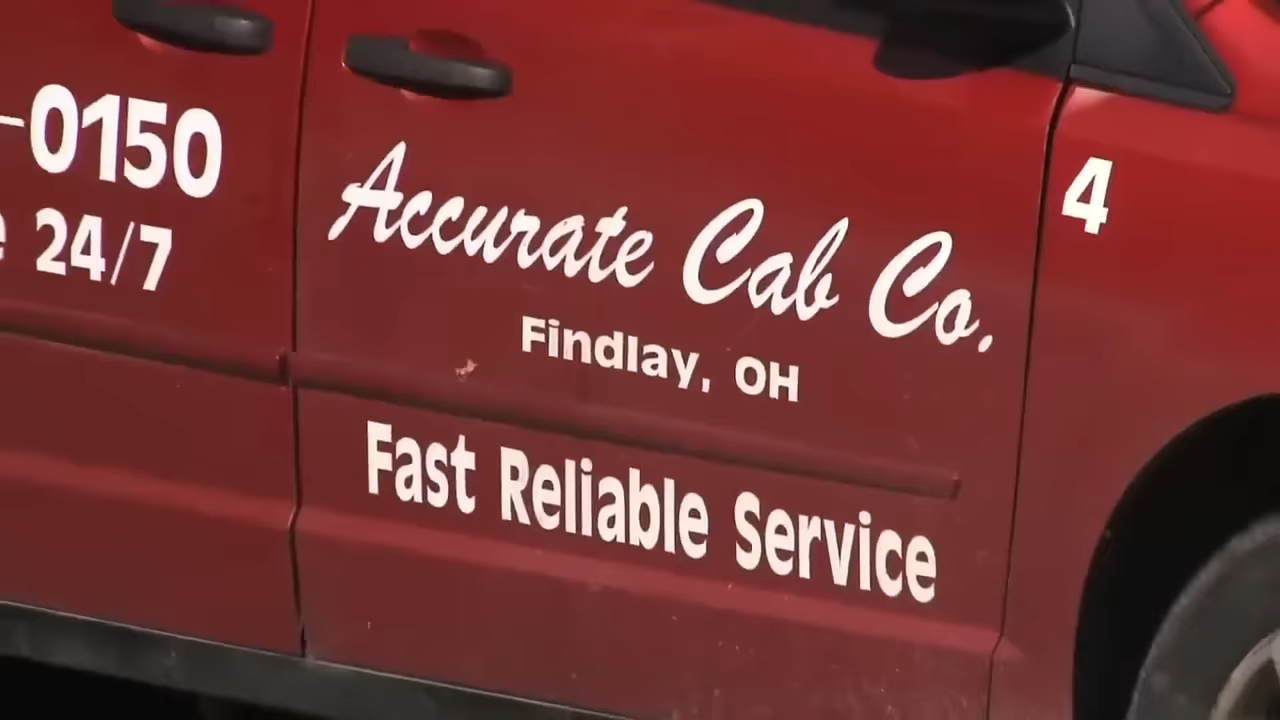 -0150
24/7
Accurate Cab Co.
Findlay, OH
Fast Reliable Service
4